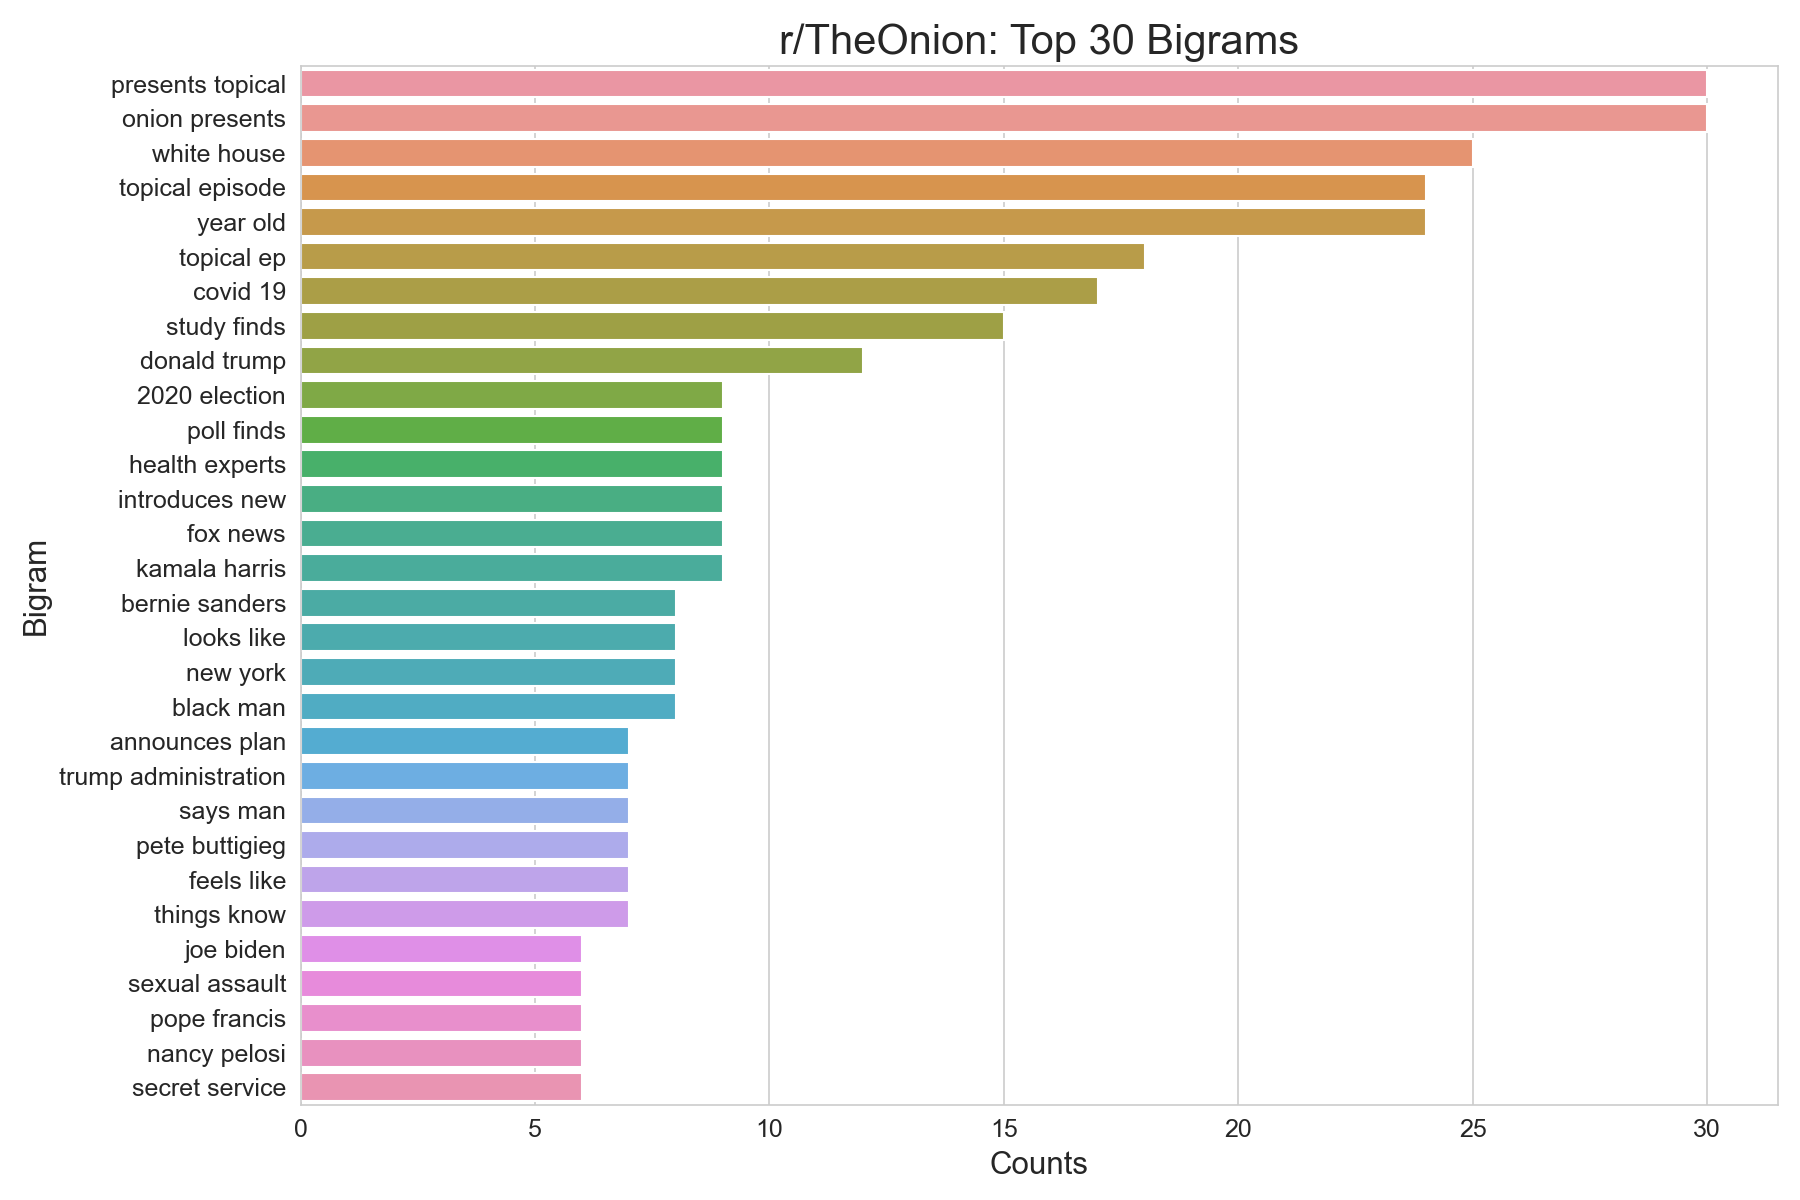 r/TheOnion: Top 30 Bigrams
presents topical
onion presents
white house
topical episode
year old
topical ep
covid 19
study finds
donald trump
2020 election
poll finds
health experts
introduces new
fox news
kamala harris
bernie sanders
looks like
new york
black man
announces plan
trump administration
says man
pete buttigieg
feels like
things know
joe biden
sexual assault
pope francis
nancy pelosi
secret service
Bigram
0 5 10 15 20 25 30
Counts